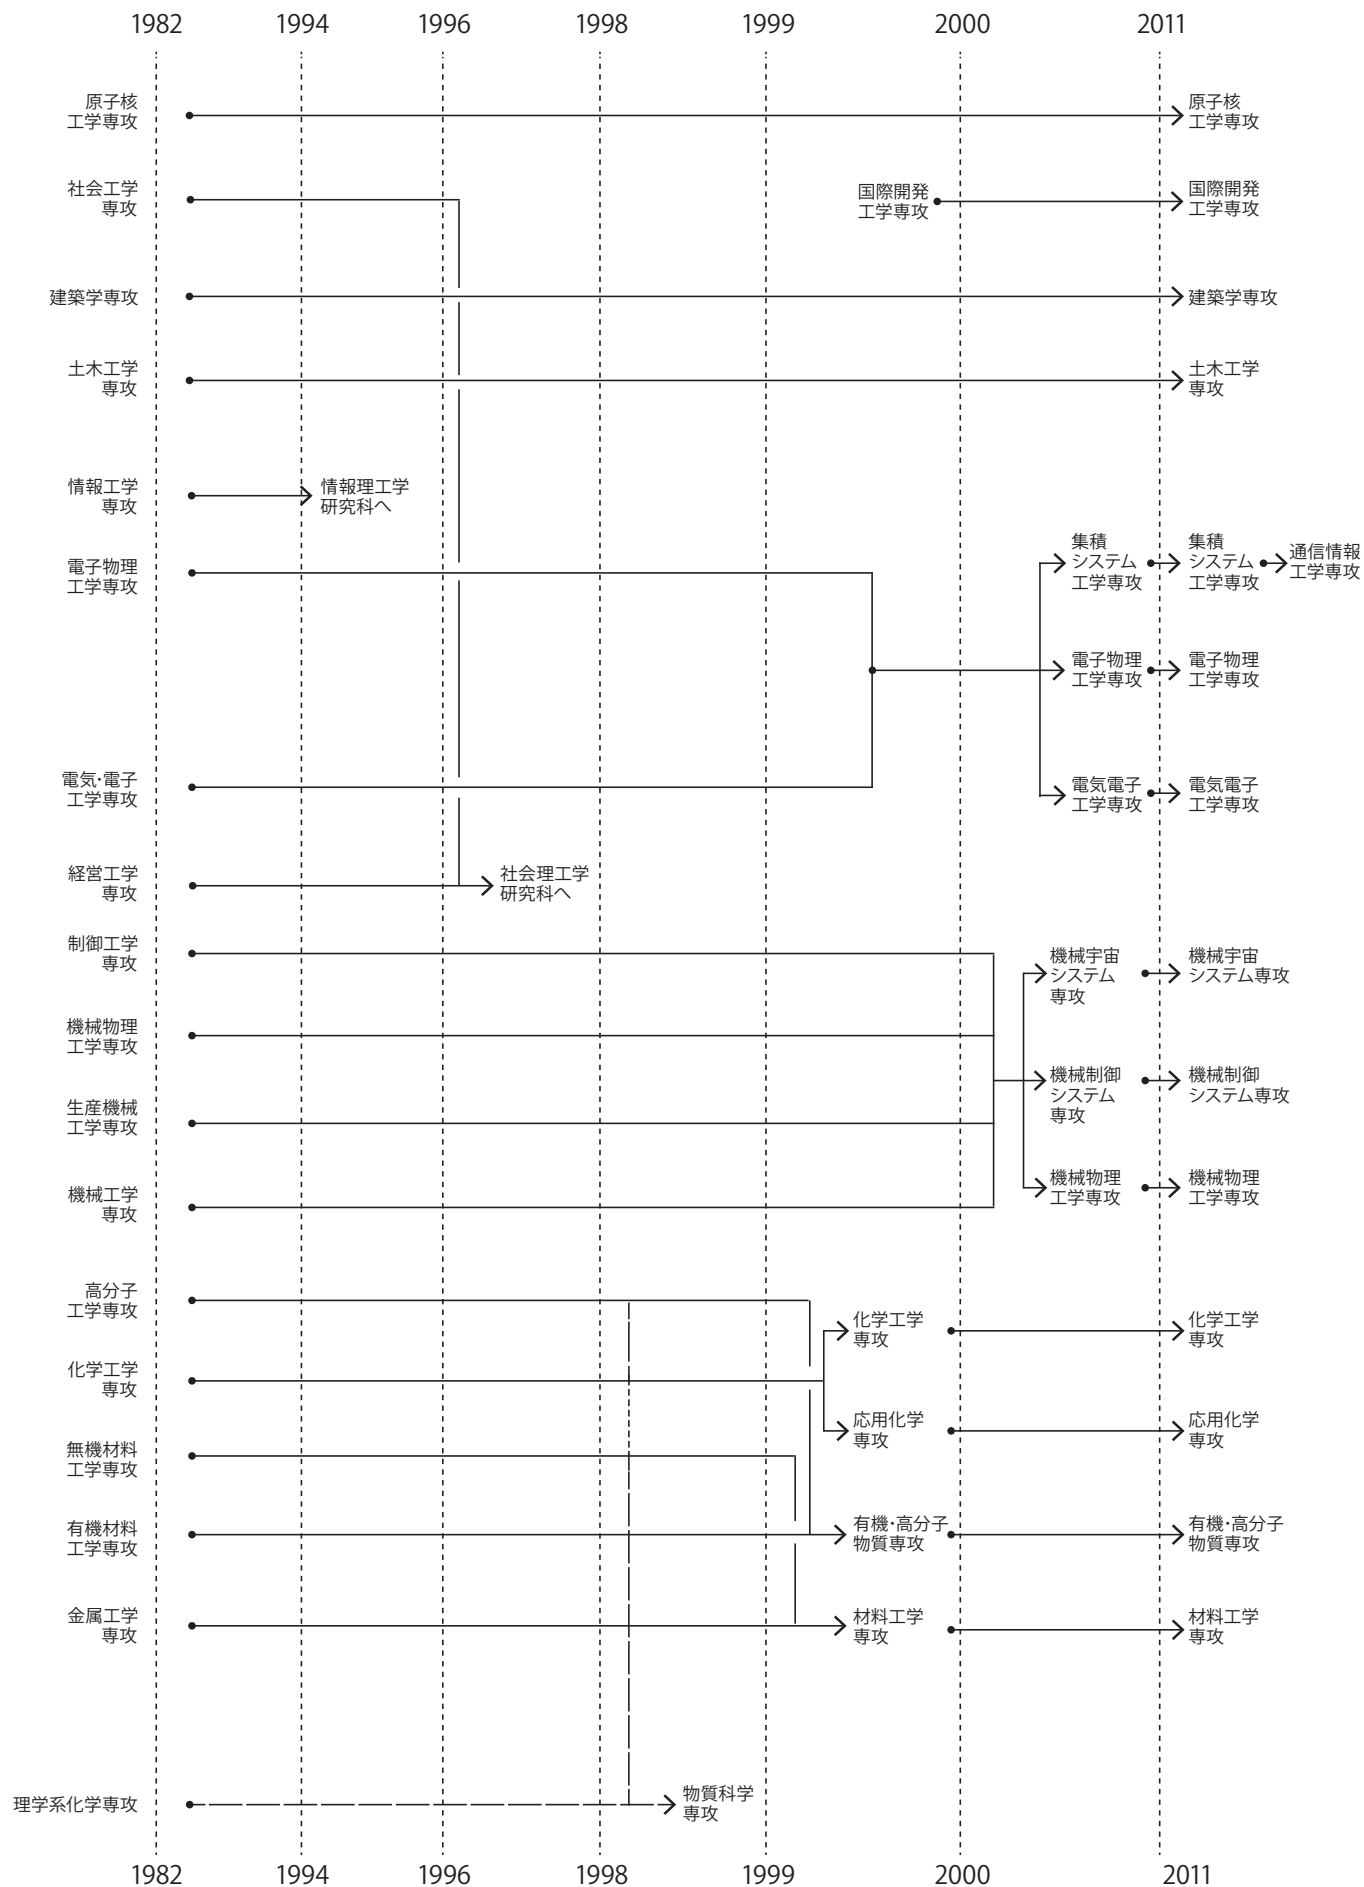 1982 1994 1996 1998 1999 2000 2011
原子核
工学専攻
原子核
工学専攻
社会工学
専攻
国際開発
工学専攻
国際開発
工学専攻
建築学専攻
建築学専攻
土木工学
専攻
土木工学
専攻
情報工学
専攻
情報理工学
研究科へ
電子物理
工学専攻
集積
システム
工学専攻
集積
システム
工学専攻
通信情報
工学専攻
電子物理
工学専攻
電子物理
工学専攻
電気・電子
工学専攻
電気電子
工学専攻
電気電子
工学専攻
経営工学
専攻
社会理工学
研究科へ
制御工学
専攻
機械宇宙
システム
専攻
機械宇宙
システム専攻
機械物理
工学専攻
機械制御
システム
専攻
機械制御
システム専攻
生産機械
工学専攻
機械物理
工学専攻
機械物理
工学専攻
機械工学
専攻
高分子
工学専攻
化学工学
専攻
化学工学
専攻
化学工学
専攻
応用化学
専攻
応用化学
専攻
無機材料
工学専攻
有機材料
工学専攻
有機・高分子
物質専攻
有機・高分子
物質専攻
金属工学
専攻
材料工学
専攻
材料工学
専攻
理学系化学専攻
物質科学
専攻
1982 1994 1996 1998 1999 2000 2011